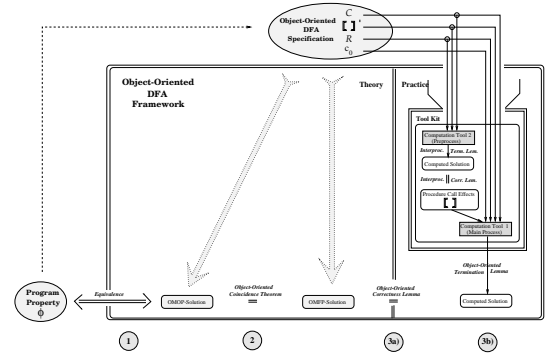 Object-Oriented
DFA
Specification
C
[ ]'
R
c0
Object-Oriented
DFA
Framework
Theory
Practice
Tool Kit
Computation Tool 2
(Preprocess)
Interproc. Term. Lem.
Computed Solution
Interproc. Corr. Lem.
Procedure Call Effects
[ ]
Computation Tool 1
(Main Process)
Object-Oriented
Termination Lemma
Program
Property
ϕ
Equivalence
OMOP-Solution
Object-Oriented
Coincidence Theorem
=
OMFP-Solution
Object-Oriented
Correctness Lemma
=
Computed Solution
1
2
3a)
3b)